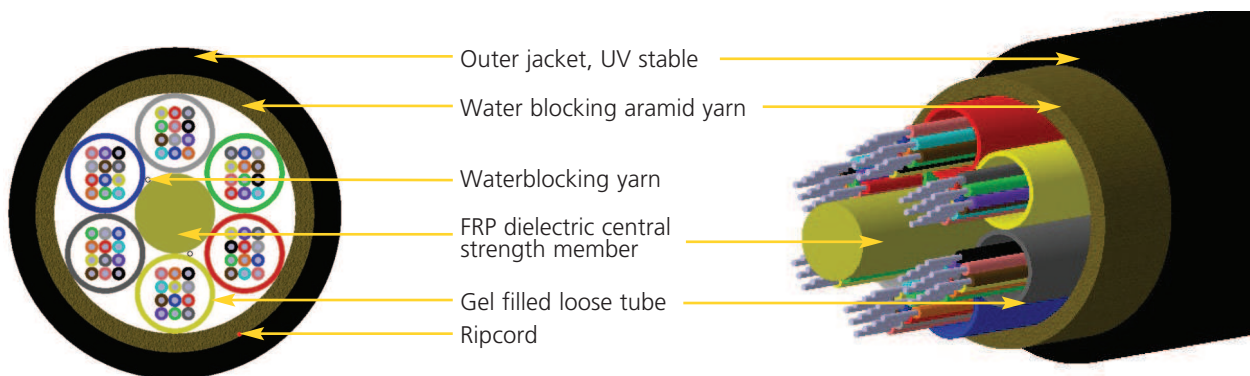 Outer jacket, UV stable
Water blocking aramid yarn
Waterblocking yarn
FRP dielectric central
strength member
Gel filled loose tube
Ripcord